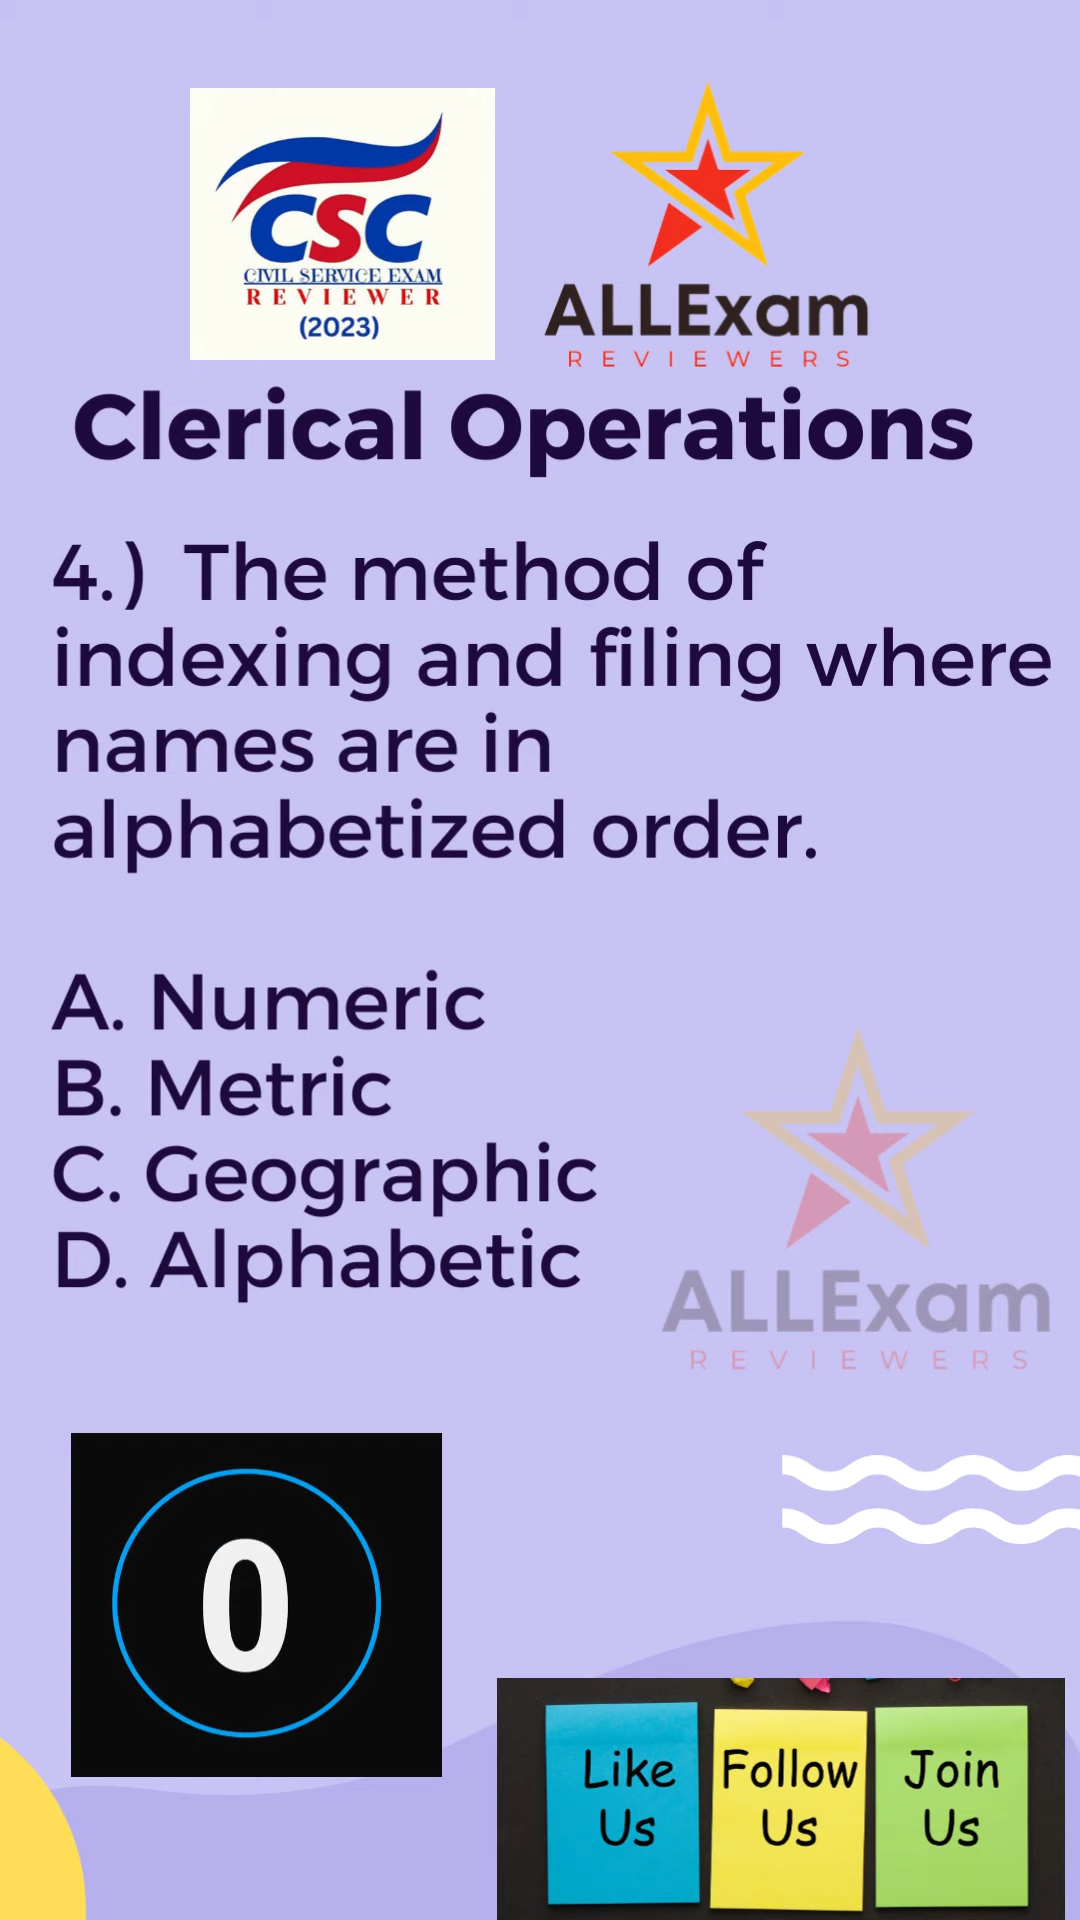 CSC
CIVIL SERVICE EXAM
REVIEWER
(2023)
ALLExam
REVIEWERS
Clerical Operations
4.) The method of
indexing and filing where
names are in
alphabetized order.
A. Numeric
B. Metric
C. Geographic
D. Alphabetic
ALLExam
REVIEWERS
0
Like
Us
Follow
Us
Join
Us